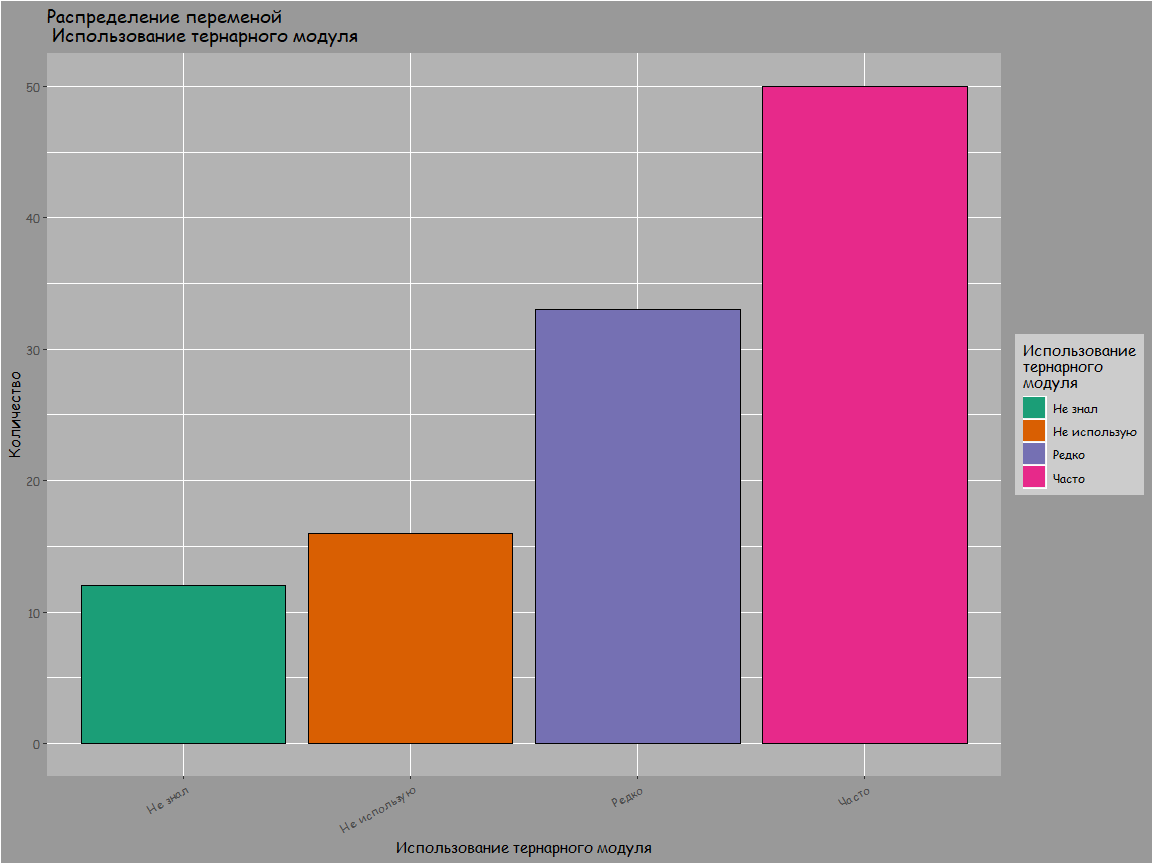 Распределение переменой
Использование тернарного модуля
50
40
30
20
10
0
Количество
Не знал
Не использую
Редко
Часто
Использование тернарного модуля
Использование
тернарного
модуля
Не знал
Не использую
Редко
Часто